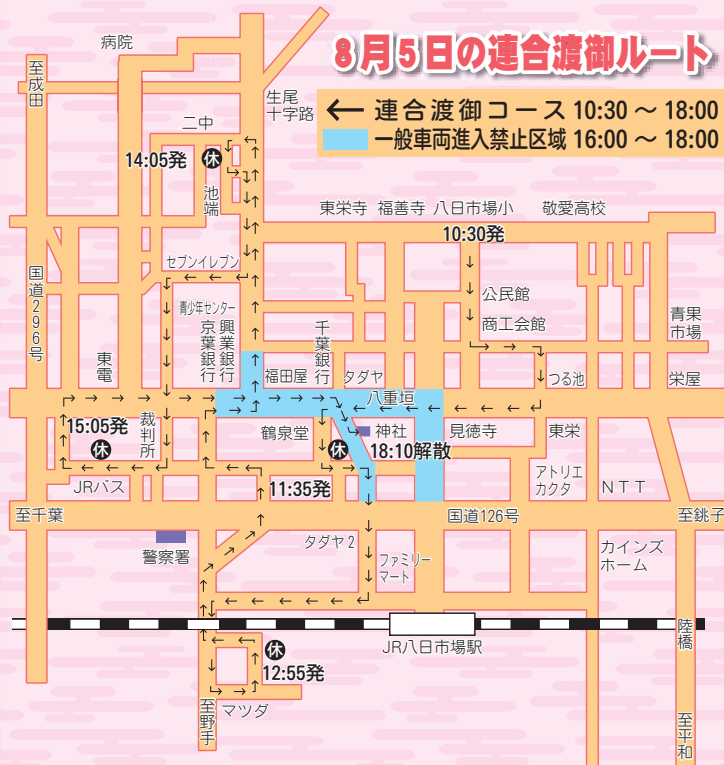 8月5日の連合渡御ルート
連合渡御コース 10:30 ～ 18:00
一般車両進入禁止区域 16:00 ～ 18:00
病院
至成田
生尾
十字路
二中
14:05発
休
池端
東栄寺
福善寺
八日市場小
敬愛高校
10:30発
セブンイレブン
国道296号
公民館
商工会館
青少年センター
京葉銀行
興業銀行
千葉銀行
青果
市場
東電
福田屋
タダヤ
八重垣
つる池
栄屋
15:05発
休
裁判所
鶴泉堂
休
神社
18:10解散
見徳寺
東栄
JRバス
11:35発
アトリエ
カクタ
NTT
至千葉
国道126号
至銚子
警察署
タダヤ2
ファミリー
マート
カインズ
ホーム
JR八日市場駅
陸橋
休
12:55発
至野手
マツダ
至平和